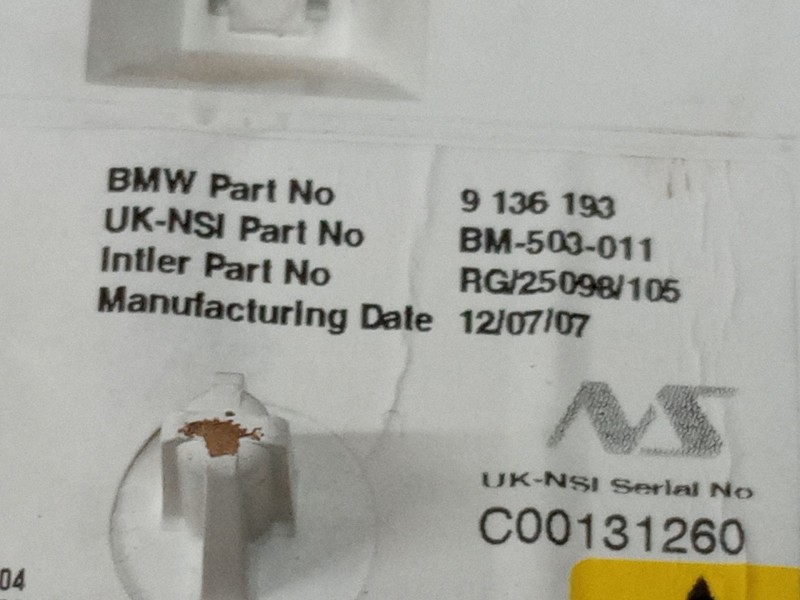 BMW Part No 9 136 193
UK-NSI Part No BM-503-011
Intler Part No RG/25098/105
Manufacturing Date 12/07/07
NS
UK-NSI Serial No
C00131260
04